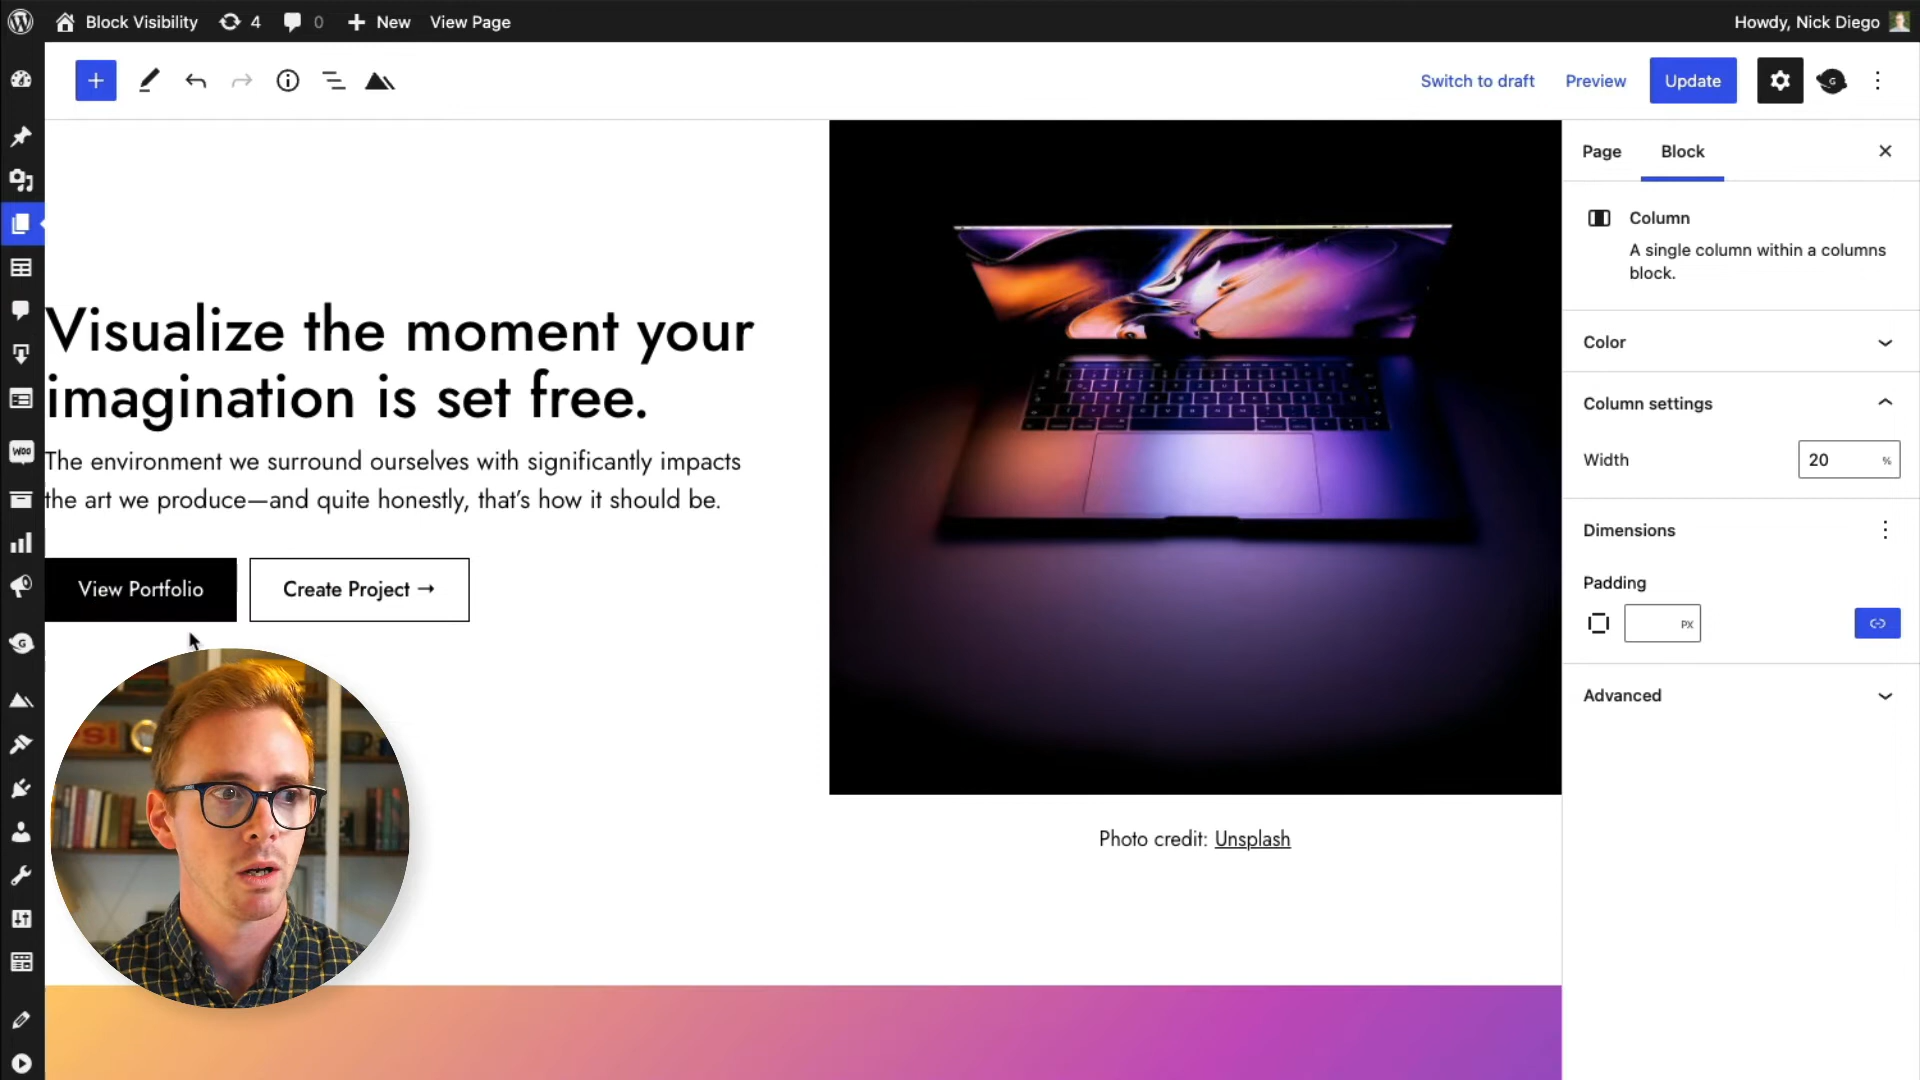 Block Visibility
4
0
New
View Page
Howdy, Nick Diego
Switch to draft
Preview
Update
G
Page
Block
Column
A single column within a columns
block.
Color
Column settings
Width
20
%
Dimensions
Padding
PX
Advanced
Visualize the moment your
imagination is set free.
The environment we surround ourselves with significantly impacts
the art we produce—and quite honestly, that's how it should be.
View Portfolio
Create Project →
Photo credit: Unsplash
WOO
G